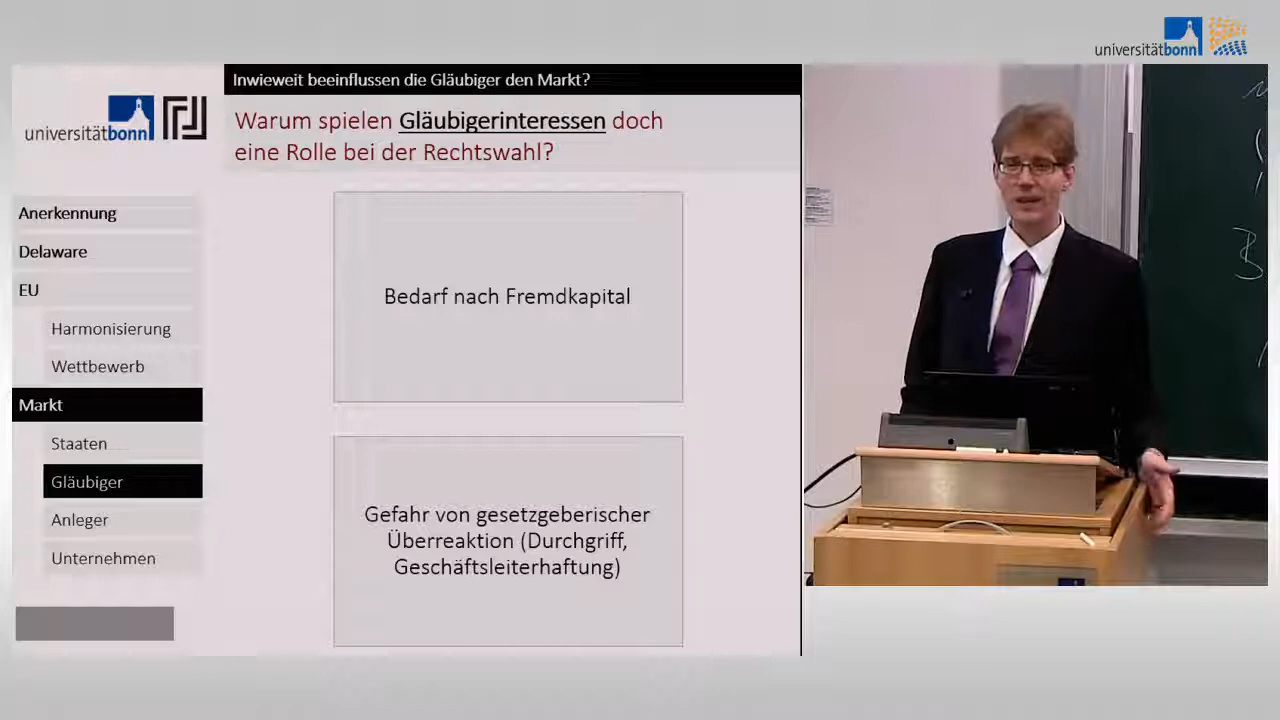 universitätbonn
Inwieweit beeinflussen die Gläubiger den Markt?
universitätbonn
Warum spielen Gläubigerinteressen doch
eine Rolle bei der Rechtswahl?
Anerkennung
Delaware
EU
Harmonisierung
Wettbewerb
Markt
Staaten
Gläubiger
Anleger
Unternehmen
Bedarf nach Fremdkapital
Gefahr von gesetzgeberischer
Überreaktion (Durchgriff,
Geschäftsleiterhaftung)